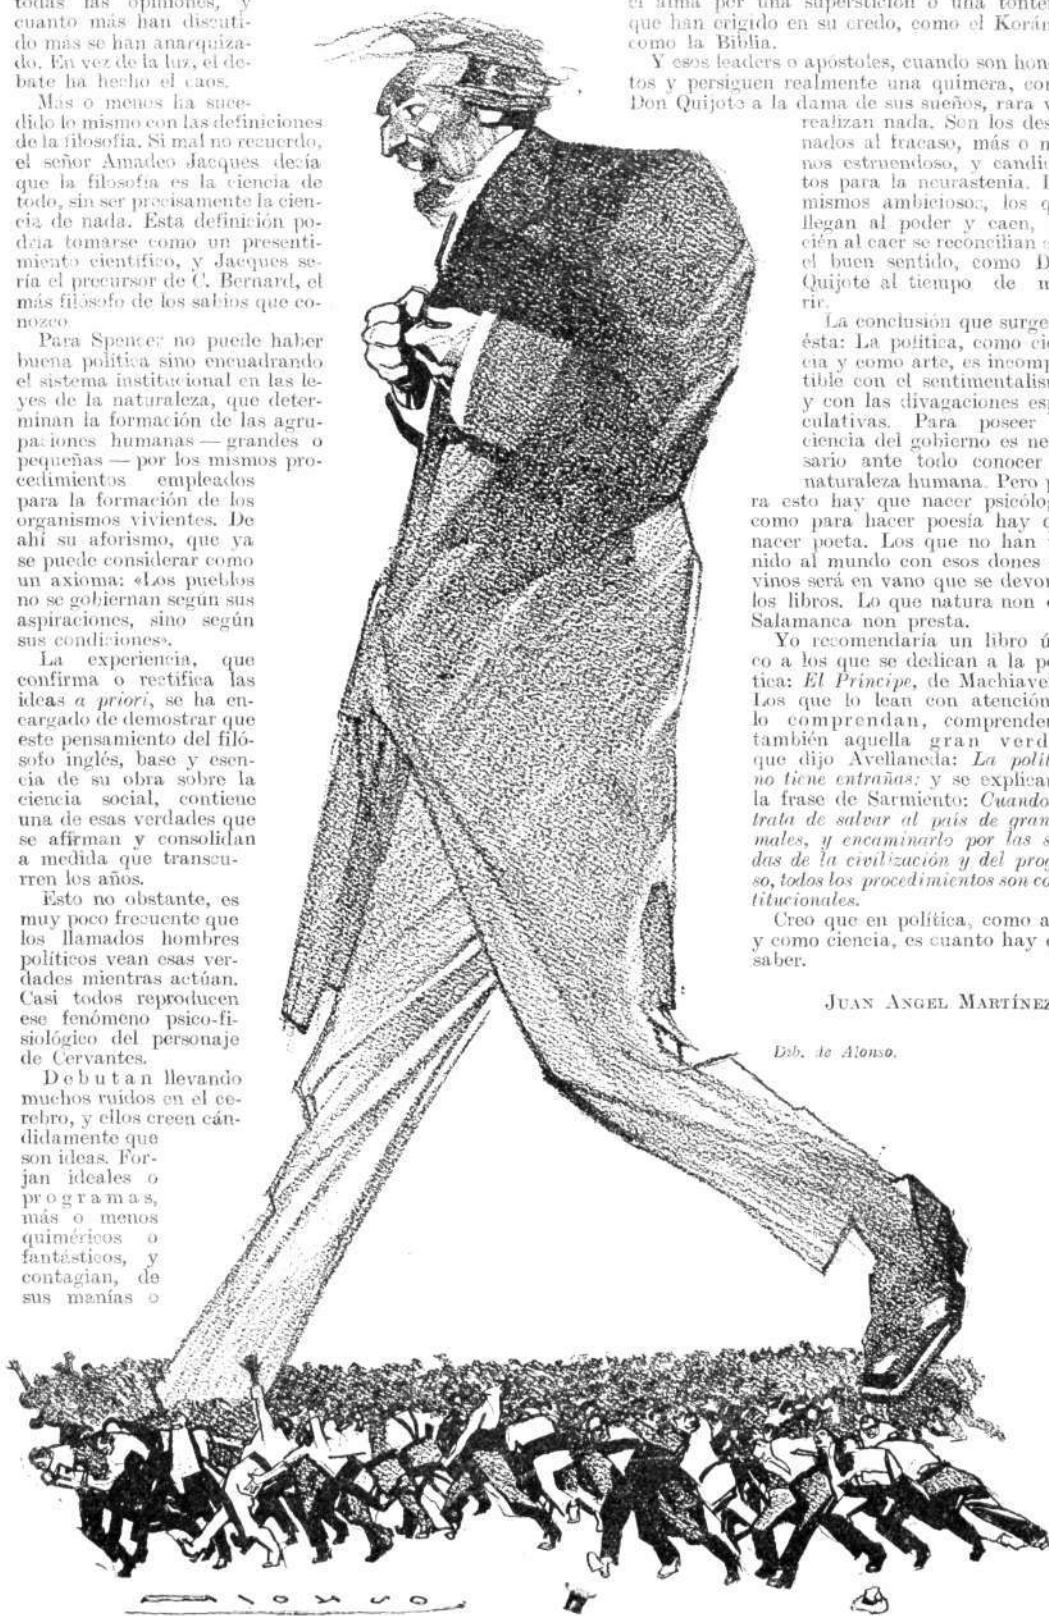 todas las opiniones, y
cuanto más han discuti-
do más se han anarquiza-
do. En vez de la luz, el de-
bate ha hecho el caos.
Más o menos ha suce-
dido lo mismo con las definiciones
de la filosofía. Si mal no recuerdo,
el señor Amadeo Jacques decía
que la filosofía es la ciencia de
todo, sin ser precisamente la cien-
cia de nada. Esta definición po-
dría tomarse como un presenti-
miento científico, y Jacques se-
ría el precursor de C. Bernard, el
más filósofo de los sabios que co-
nozco
Para Spencer no puede haber
buena política sino encuadrando
el sistema institucional en las le-
yes de la naturaleza, que deter-
minan la formación de las agru-
paciones humanas — grandes o
pequeñas — por los mismos pro-
cedimientos empleados
para la formación de los
organismos vivientes. De
ahí su aforismo, que ya
se puede considerar como
un axioma: «Los pueblos
no se gobiernan según sus
aspiraciones, sino según
sus condiciones».
La experiencia, que
confirma o rectifica las
ideas a priori, se ha en-
cargado de demostrar que
este pensamiento del filó-
sofo inglés, base y esen-
cia de su obra sobre la
ciencia social, contiene
una de esas verdades que
se afirman y consolidan
a medida que transcu-
rren los años.
Esto no obstante, es
muy poco frecuente que
los llamados hombres
políticos vean esas ver-
dades mientras actúan.
Casi todos reproducen
ese fenómeno psico-fi-
siológico del personaje
de Cervantes.
Debutan llevando
muchos ruidos en el ce-
rebro, y ellos creen cán-
didamente que
son ideas. For-
jan ideales o
programas,
más o menos
quiméricos o
fantásticos, y
contagian, de
sus manías o
el alma por una superstición o una tonte
que han erigido en su credo, como el Korán
como la Biblia.
Y esos leaders o apóstoles, cuando son hon
tos y persiguen realmente una quimera, co
Don Quijote a la dama de sus sueños, rara v
realizan nada. Son los des
nados al fracaso, más o m
nos estruendoso, y candi
tos para la neurastenia. L
mismos ambiciosos, los q
llegan al poder y caen,
cién al caer se reconcilian
el buen sentido, como D
Quijote al tiempo de m
rir.
La conclusión que surge
ésta: La política, como cie
cia y como arte, es incomp
tible con el sentimentalis
y con las divagaciones esp
culativas. Para poseer
ciencia del gobierno es ne
sario ante todo conocer
naturaleza humana. Pero p
ra esto hay que nacer psicólog
como para hacer poesía hay q
nacer poeta. Los que no han
nido al mundo con esos dones
vinos será en vano que se devor
los libros. Lo que natura non
Salamanca non presta.
Yo recomendaría un libro ú
co a los que se dedican a la po
tica: El Príncipe, de Machiave
Los que lo lean con atención
lo comprendan, comprende
también aquella gran verd
que dijo Avellaneda: La polít
no tiene entrañas; y se explica
la frase de Sarmiento: Cuando
trata de salvar al país de gran
males, y encaminarlo por las s
das de la civilización y del prog
so, todos los procedimientos son co
titucionales.
Creo que en política, como a
y como ciencia, es cuanto hay
saber.
JUAN ANGEL MARTÍNEZ
Dib. de Alonso.
ALONSO